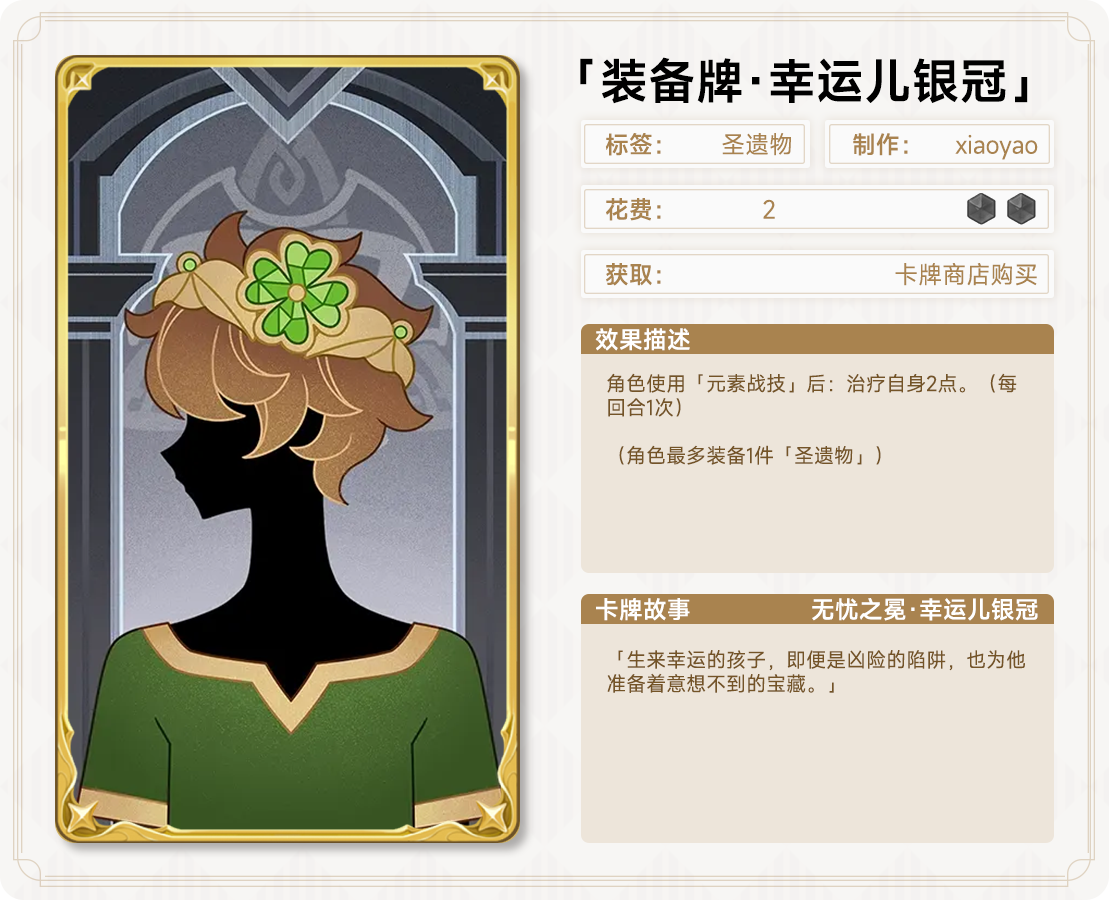 「装备牌·幸运儿银冠」
标签： 圣遗物 制作： xiaoyao
花费： 2
获取： 卡牌商店购买
效果描述
角色使用「元素战技」后：治疗自身2点。（每
回合1次）
（角色最多装备1件「圣遗物」）
卡牌故事 无忧之冕·幸运儿银冠
「生来幸运的孩子，即便是凶险的陷阱，也为他
准备着意想不到的宝藏。」